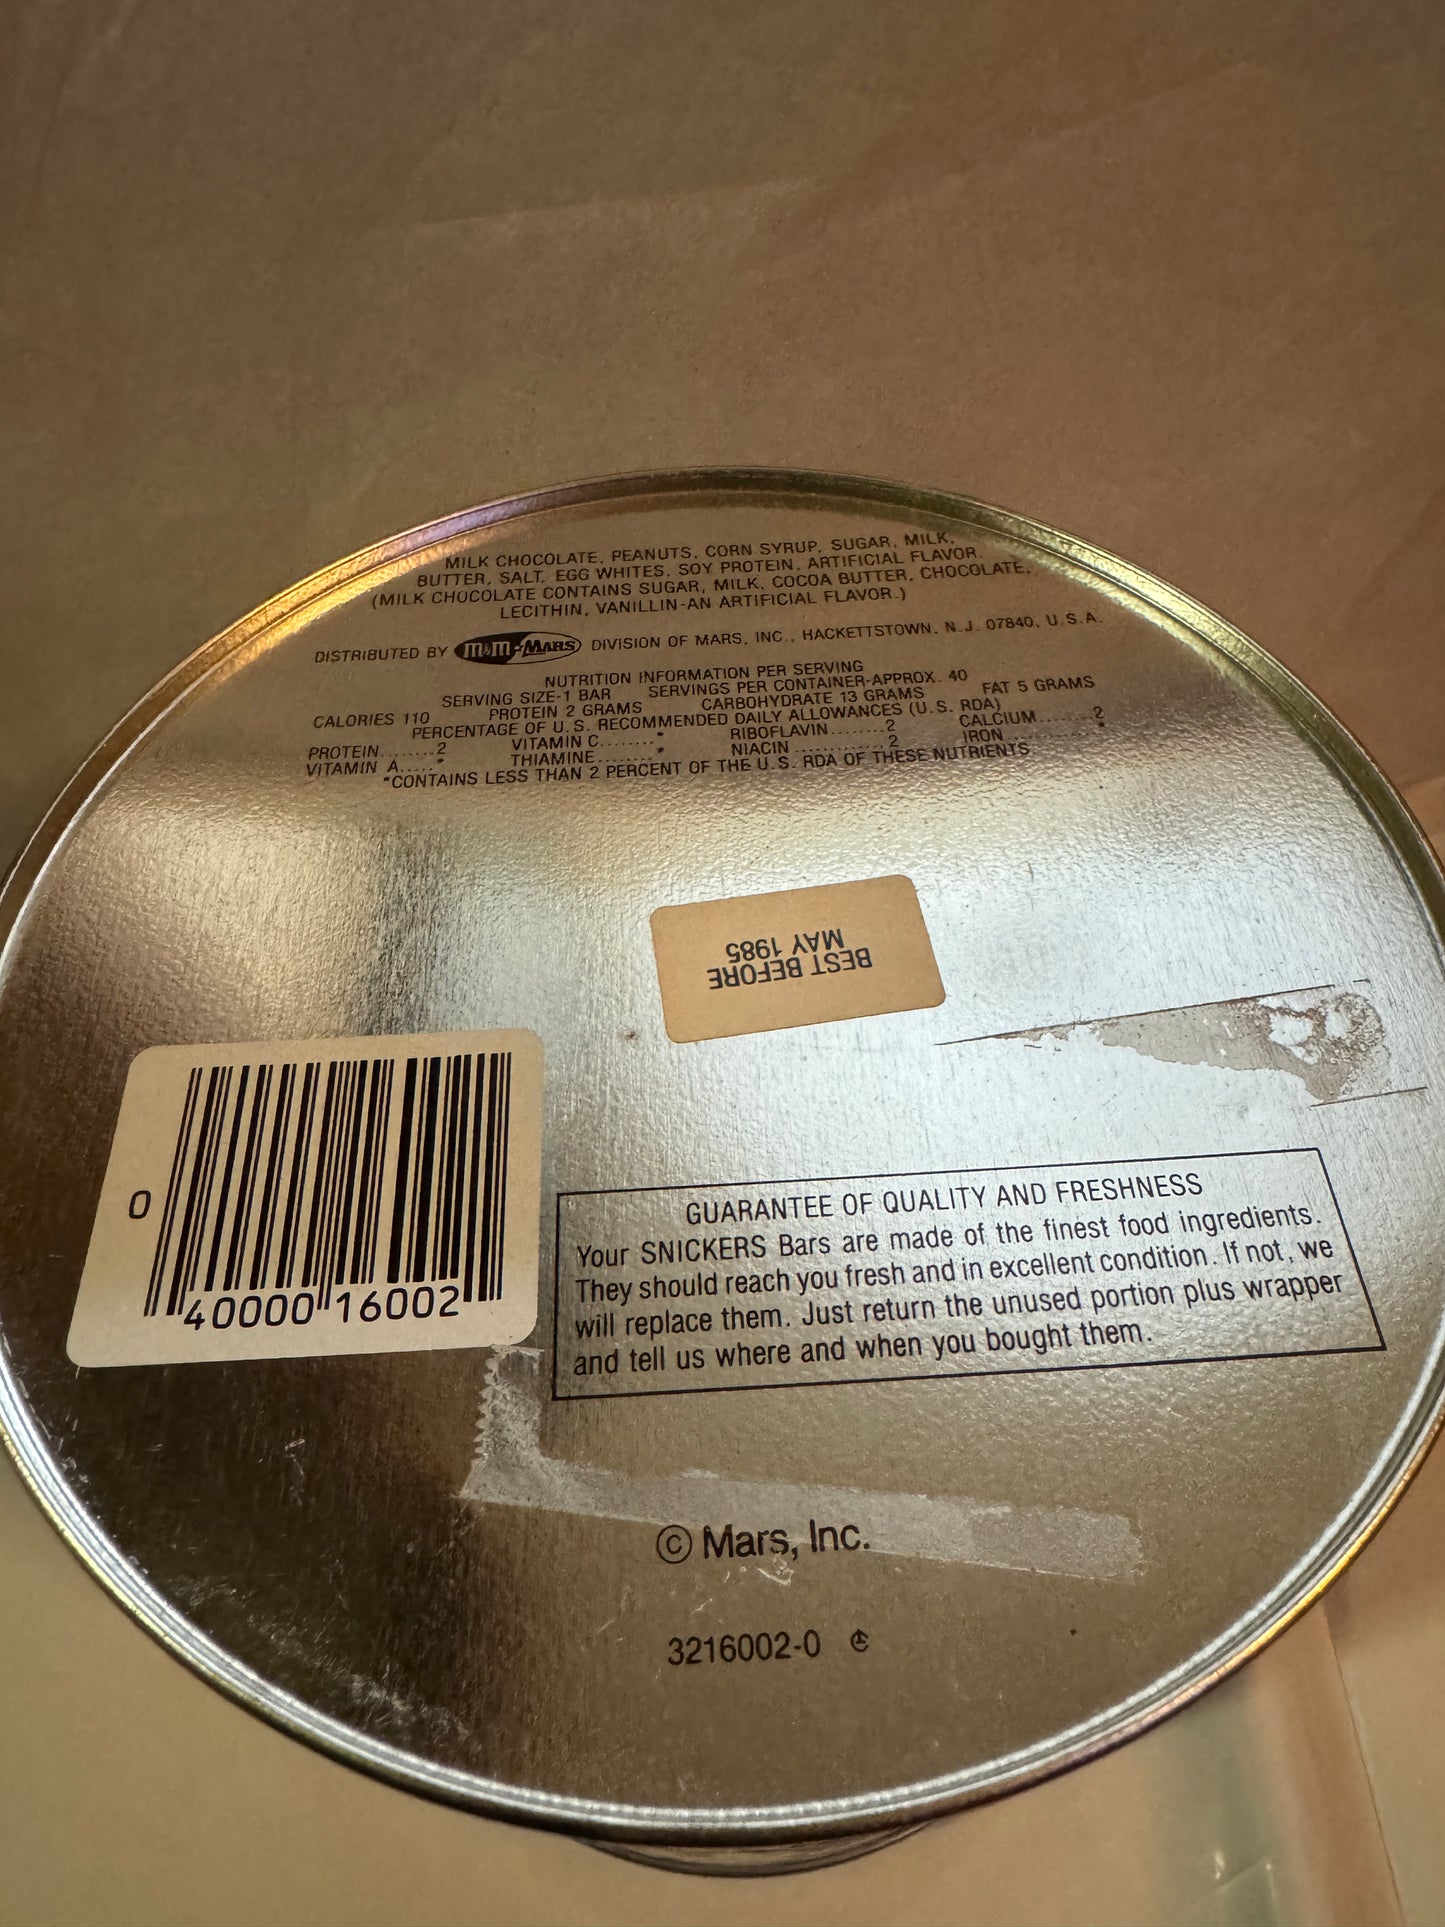 MILK CHOCOLATE, PEANUTS, CORN SYRUP, SUGAR, MILK,
BUTTER, SALT, EGG WHITES, SOY PROTEIN, ARTIFICIAL FLAVOR.
(MILK CHOCOLATE CONTAINS SUGAR, MILK, COCOA BUTTER, CHOCOLATE,
LECITHIN, VANILLIN-AN ARTIFICIAL FLAVOR.)
DISTRIBUTED BY m&m-MARS DIVISION OF MARS, INC., HACKETTSTOWN, N.J. 07840, U.S.A.
NUTRITION INFORMATION PER SERVING
SERVING SIZE-1 BAR SERVINGS PER CONTAINER-APPROX. 40
CALORIES 110 PROTEIN 2 GRAMS CARBOHYDRATE 13 GRAMS FAT 5 GRAMS
PERCENTAGE OF U.S. RECOMMENDED DAILY ALLOWANCES (U.S. RDA)
PROTEIN.......2 VITAMIN C........* RIBOFLAVIN........2 CALCIUM........2
VITAMIN A.....* THIAMINE........* NIACIN.............2 IRON.............*
*CONTAINS LESS THAN 2 PERCENT OF THE U.S. RDA OF THESE NUTRIENTS
BEST BEFORE
MAY 1985
0 40000 16002
GUARANTEE OF QUALITY AND FRESHNESS
Your SNICKERS Bars are made of the finest food ingredients.
They should reach you fresh and in excellent condition. If not, we
will replace them. Just return the unused portion plus wrapper
and tell us where and when you bought them.
© Mars, Inc.
3216002-0